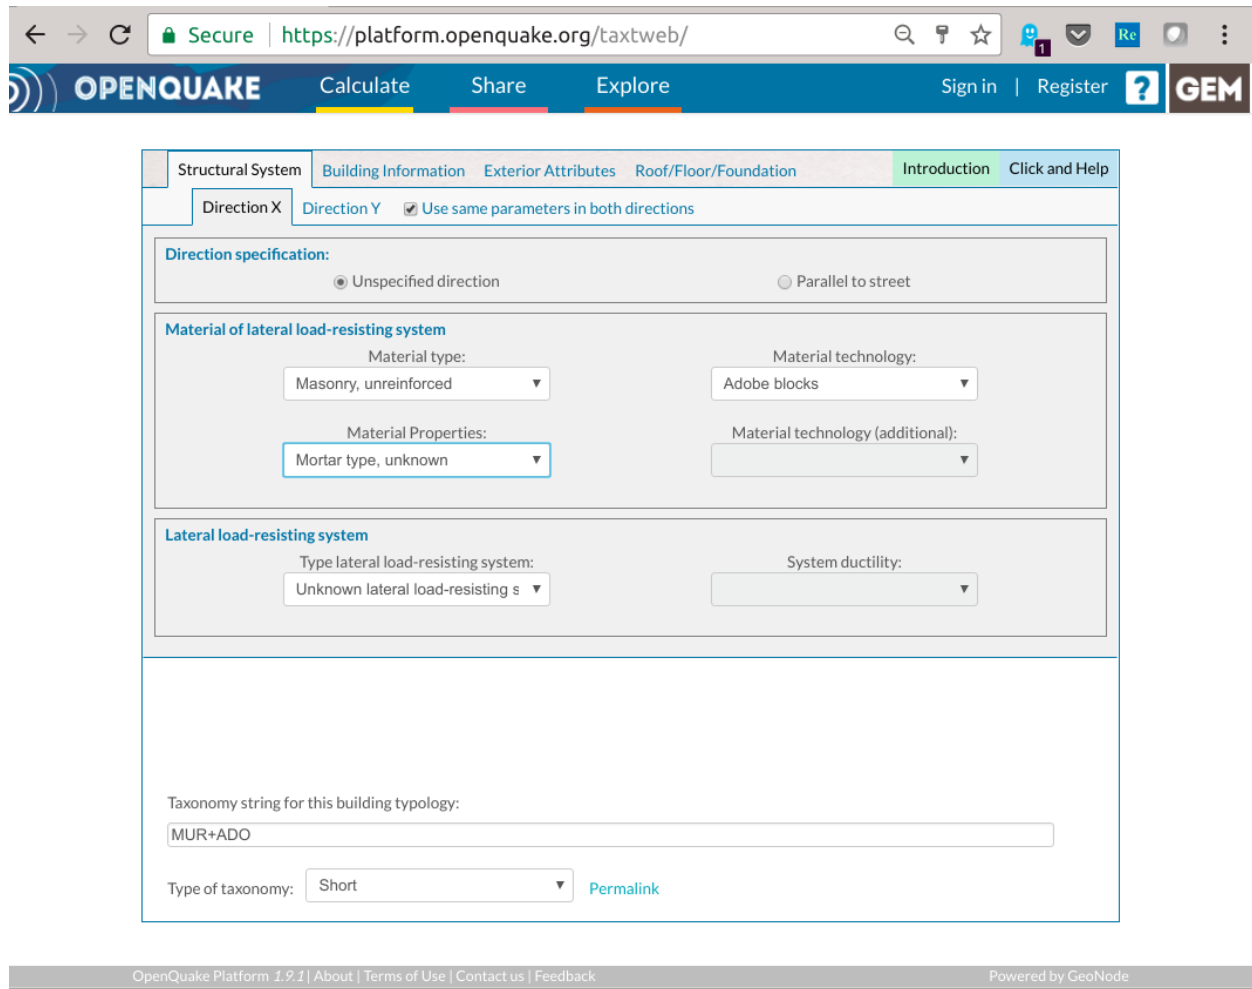 Secure https://platform.openquake.org/taxtweb/
1
Re
OPENQUAKE Calculate Share Explore Sign in | Register ? GEM
Structural System Building Information Exterior Attributes Roof/Floor/Foundation Introduction Click and Help
Direction X Direction Y Use same parameters in both directions
Direction specification:
Unspecified direction Parallel to street
Material of lateral load-resisting system
Material type: Material technology:
Masonry, unreinforced Adobe blocks
Material Properties: Material technology (additional):
Mortar type, unknown
Lateral load-resisting system
Type lateral load-resisting system: System ductility:
Unknown lateral load-resisting s
Taxonomy string for this building typology:
MUR+ADO
Type of taxonomy: Short Permalink
OpenQuake Platform 1.9.1 | About | Terms of Use | Contact us | Feedback Powered by GeoNode